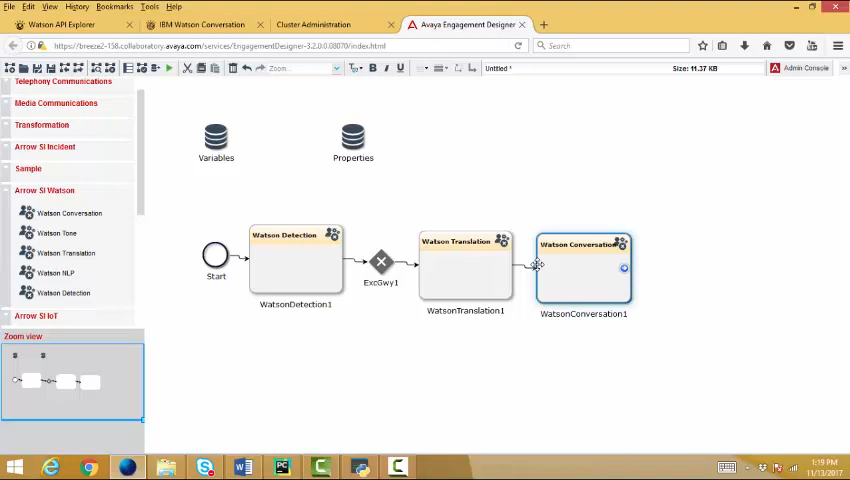 File Edit View History Bookmarks Tools Help
Watson API Explorer
IBM Watson Conversation
Cluster Administration
Avaya Engagement Designer
https://breeze2-158.collaboratory.avaya.com/services/EngagementDesigner-3.2.0.0.08070/index.html
Search
Zoom...
B I U
Untitled *
Size: 11.37 KB
Admin Console
Telephony Communications
Media Communications
Transformation
Arrow SI Incident
Sample
Arrow SI Watson
Watson Conversation
Watson Tone
Watson Translation
Watson NLP
Watson Detection
Arrow SI IoT
Zoom view
Variables
Properties
Start
Watson Detection
WatsonDetection1
ExcGwy1
Watson Translation
WatsonTranslation1
Watson Conversation
WatsonConversation1
1:19 PM
11/13/2017